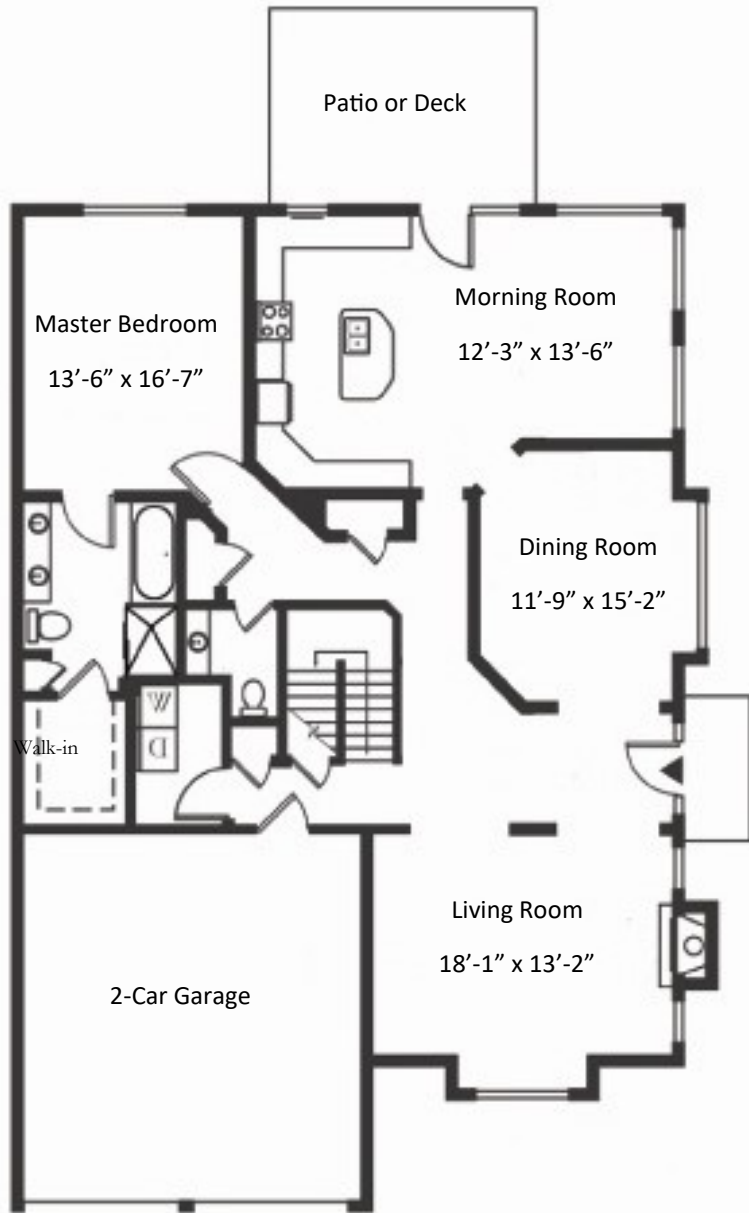 Patio or Deck
Morning Room
12’-3” x 13’-6”
Master Bedroom
13’-6” x 16’-7”
Dining Room
11’-9” x 15’-2”
W
D
Walk-in
Living Room
18’-1” x 13’-2”
2-Car Garage